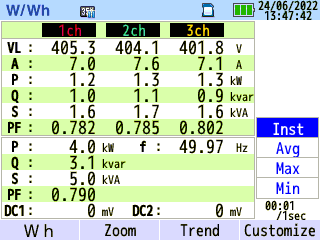 W/Wh 24/06/2022
13:47:42
1ch 2ch 3ch
VL : 405.3 404.1 401.8 V
A : 7.0 7.6 7.1 A
P : 1.2 1.3 1.3 kW
Q : 1.0 1.1 0.9 kvar
S : 1.6 1.7 1.6 kVA
PF : 0.782 0.785 0.802
P : 4.0 kW f : 49.97 Hz
Q : 3.1 kvar
S : 5.0 kVA
PF : 0.790
DC1: 0 mV DC2: 0 mV
Inst
Avg
Max
Min
00:01
/1sec
Wh Zoom Trend Customize